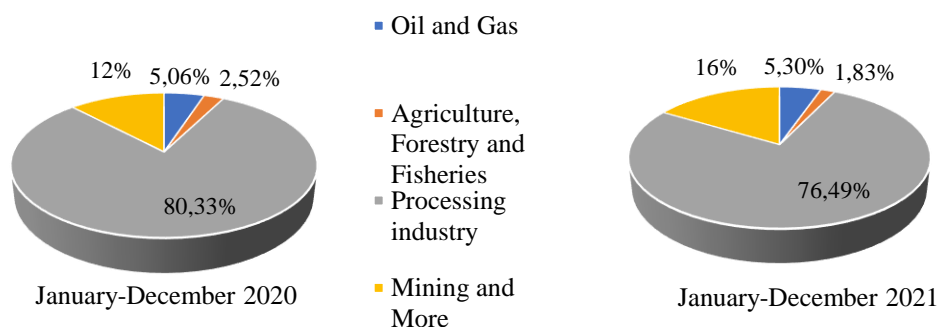 12%
5,06%
2,52%
80,33%
January-December 2020
Oil and Gas
Agriculture,
Forestry and
Fisheries
Processing
industry
Mining and
More
16%
5,30%
1,83%
76,49%
January-December 2021